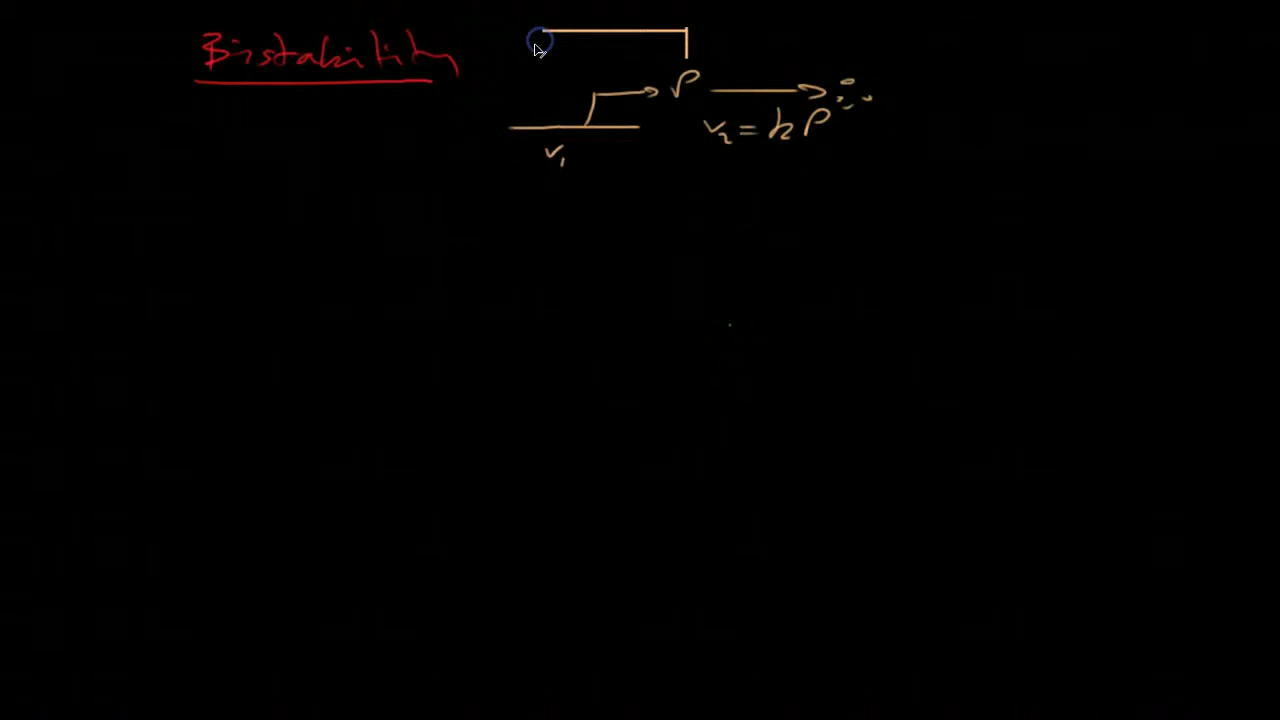 Bistability
P
v₂ = k P
v₁